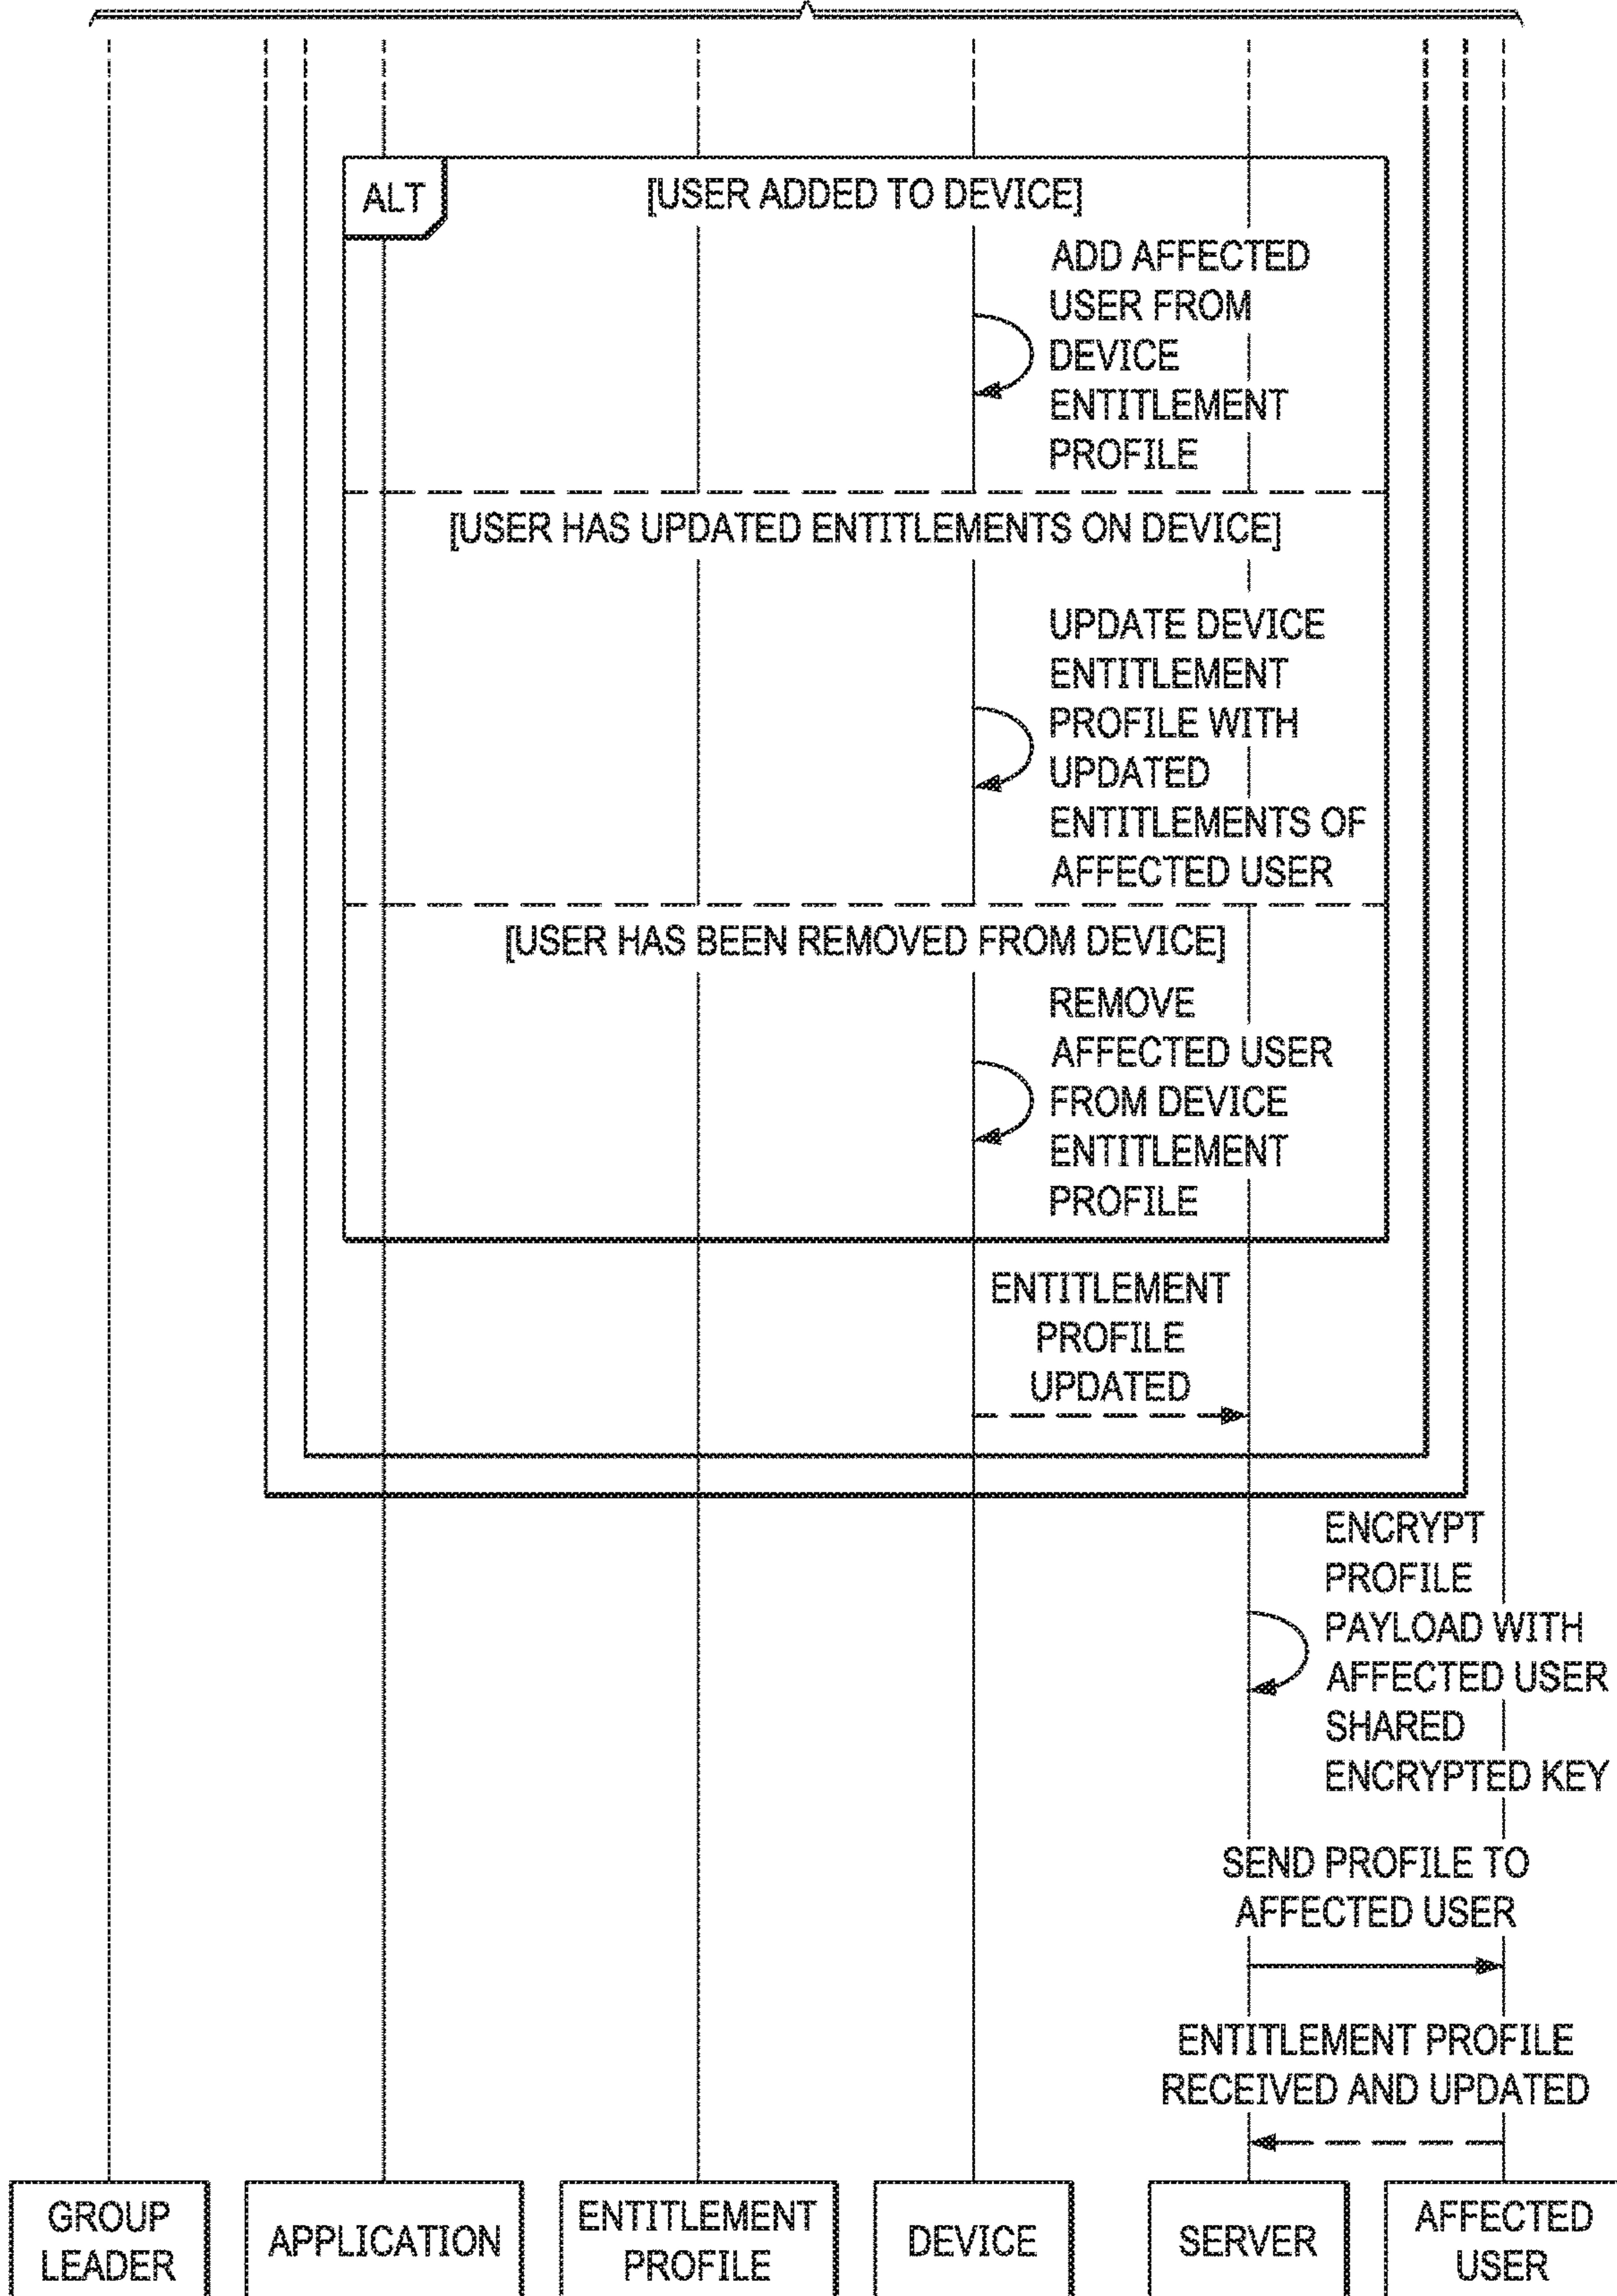 ALT
[USER ADDED TO DEVICE]
ADD AFFECTED
USER FROM
DEVICE
ENTITLEMENT
PROFILE
[USER HAS UPDATED ENTITLEMENTS ON DEVICE]
UPDATE DEVICE
ENTITLEMENT
PROFILE WITH
UPDATED
ENTITLEMENTS OF
AFFECTED USER
[USER HAS BEEN REMOVED FROM DEVICE]
REMOVE
AFFECTED USER
FROM DEVICE
ENTITLEMENT
PROFILE
ENTITLEMENT
PROFILE
UPDATED
ENCRYPT
PROFILE
PAYLOAD WITH
AFFECTED USER
SHARED
ENCRYPTED KEY
SEND PROFILE TO
AFFECTED USER
ENTITLEMENT PROFILE
RECEIVED AND UPDATED
GROUP
LEADER
APPLICATION
ENTITLEMENT
PROFILE
DEVICE
SERVER
AFFECTED
USER